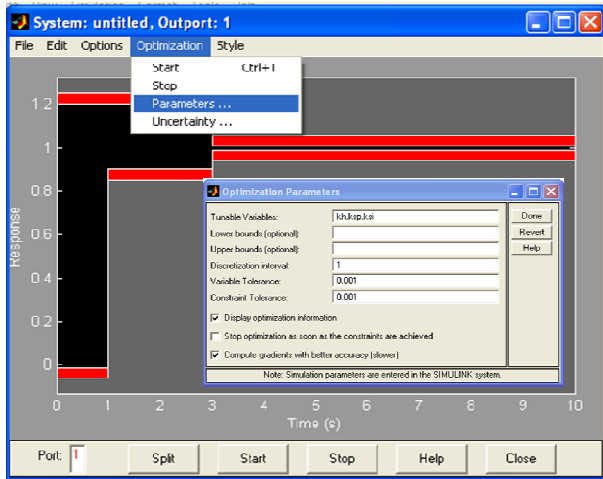 System: untitled, Outport: 1
File Edit Options Optimization Style
Start Ctrl+T
Stop
Parameters ...
Uncertainty ...
1.2
1
0.8
0.6
0.4
0.2
0
Response
0 1 2 3 4 5 6 7 8 9 10
Time (s)
Optimization Parameters
Tunable Variables: kh,ksp,ksi Done
Lower bounds (optional): Revert
Upper bounds (optional): Help
Discretization interval: 1
Variable Tolerance: 0.001
Constraint Tolerance: 0.001
Display optimization information
Stop optimization as soon as the constraints are achieved
Compute gradients with better accuracy (slower)
Note: Simulation parameters are entered in the SIMULINK system.
Port: 1 Split Start Stop Help Close